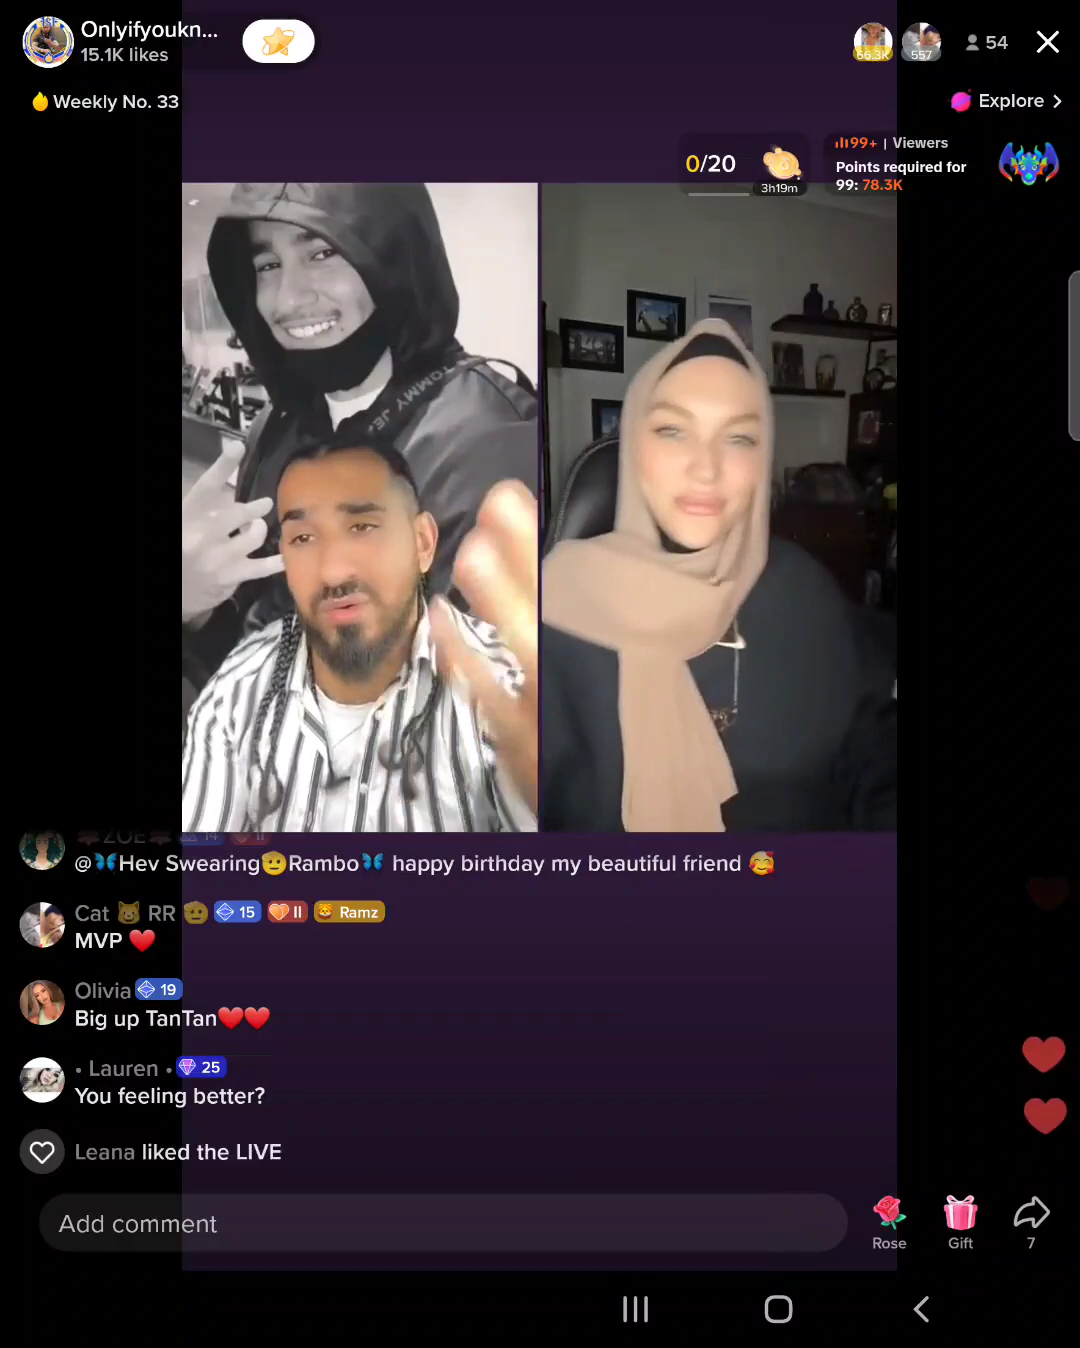 Onlyifyoukn...
15.1K likes
66.3K
557
54
Weekly No. 33
Explore >
0/20
3h19m
99+ | Viewers
Points required for
99: 78.3K
TOMMY JE
ZOE 14 II
@🦋Hev Swearing🫡Rambo🦋 happy birthday my beautiful friend 🥰
Cat 😺 RR 🫡 15 II Ramz
MVP ❤️
Olivia 19
Big up TanTan❤️❤️
• Lauren • 25
You feeling better?
Leana liked the LIVE
Add comment
Rose
Gift
7